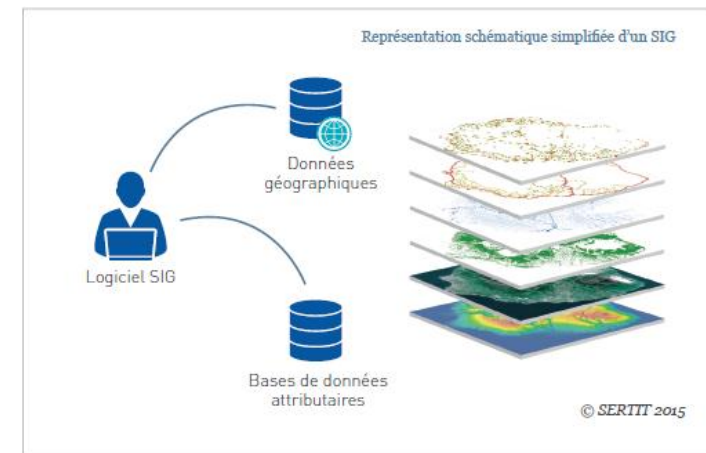 Représentation schématique simplifiée d'un SIG
Données
géographiques
Logiciel SIG
Bases de données
attributaires
© SERTIT 2015